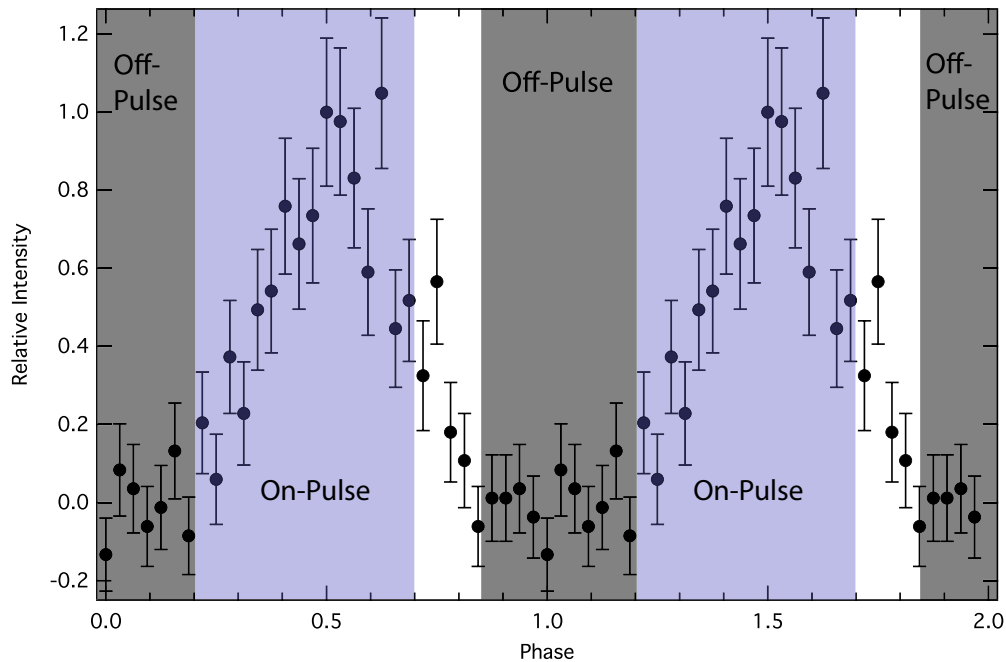 1.2
1.0
0.8
0.6
0.4
0.2
0.0
-0.2
Relative Intensity
Off-
Pulse
On-Pulse
Off-Pulse
On-Pulse
Off-
Pulse
0.0 0.5 1.0 1.5 2.0
Phase